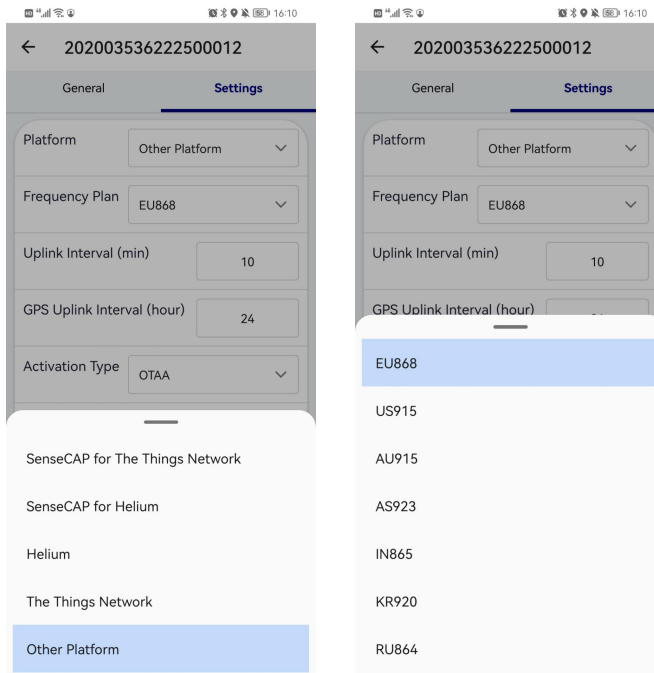 16:10
2020035362225​00012
General Settings
Platform Other Platform
Frequency Plan EU868
Uplink Interval (min) 10
GPS Uplink Interval (hour) 24
Activation Type OTAA
SenseCAP for The Things Network
SenseCAP for Helium
Helium
The Things Network
Other Platform
16:10
202003536222500012
General Settings
Platform Other Platform
Frequency Plan EU868
Uplink Interval (min) 10
GPS Uplink Interval (hour)
EU868
US915
AU915
AS923
IN865
KR920
RU864